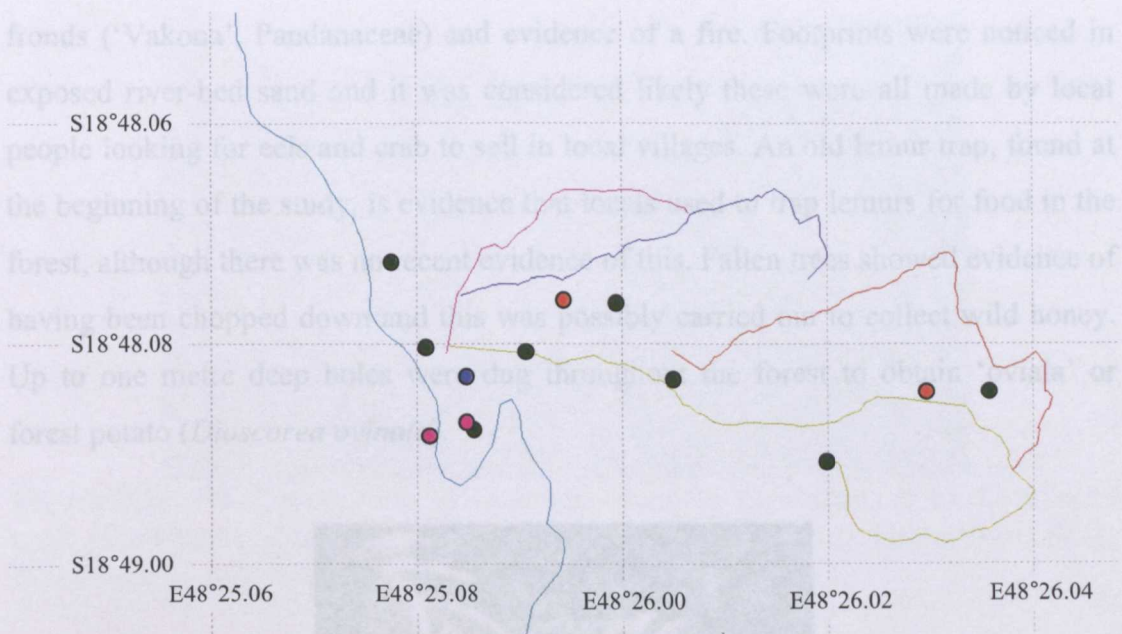 fronds ('Vakona', Pandanaceae) and evidence of a fire. Footprints were noticed in
exposed river-bed sand and it was considered likely these were all made by local
S18°48.06
people looking for eels and crab to sell in local villages. An old lemur trap, found at
the beginning of the study, is evidence that locals used to trap lemurs for food in the
forest, although there was no recent evidence of this. Fallen trees showed evidence of
having been chopped down and this was possibly carried out to collect wild honey.
S18°48.08
Up to one metre deep holes were dug throughout the forest to obtain 'oviala' or
forest potato (Dioscorea
S18°49.00
E48°25.06 E48°25.08 E48°26.00 E48°26.02 E48°26.04